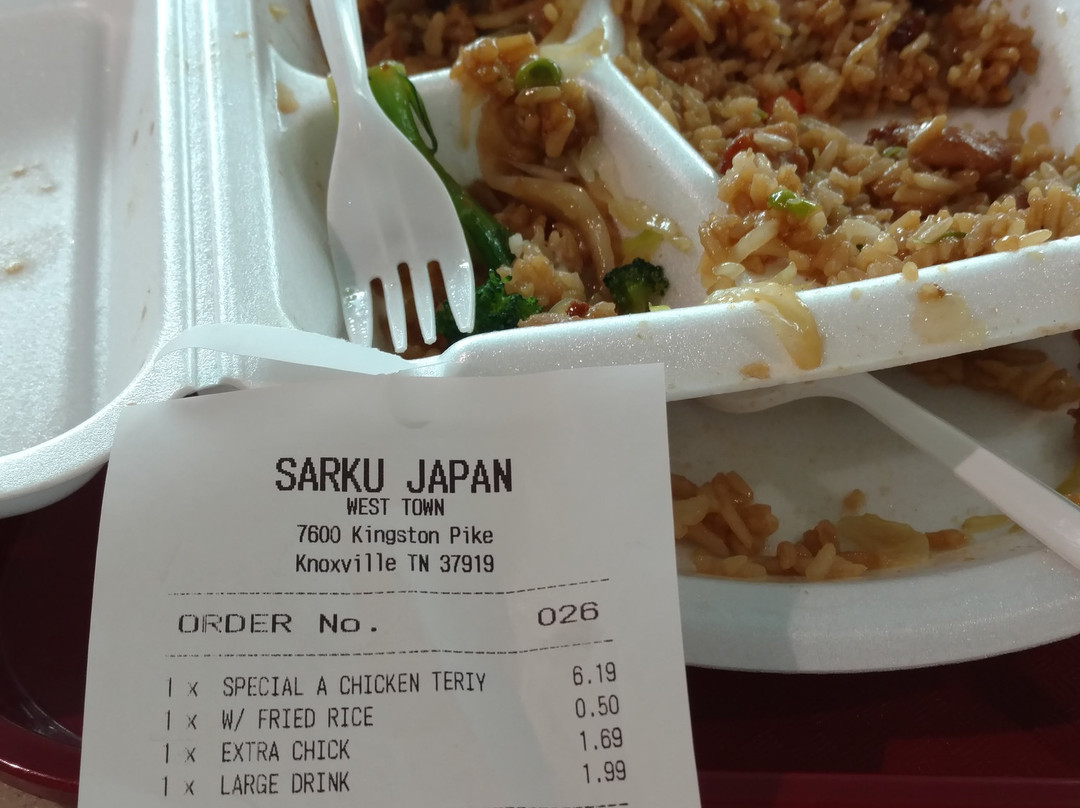 SARKU JAPAN
WEST TOWN
7600 Kingston Pike
Knoxville TN 37919
ORDER No. 026
1 x SPECIAL A CHICKEN TERIY 6.19
1 x W/ FRIED RICE 0.50
1 x EXTRA CHICK 1.69
1 x LARGE DRINK 1.99